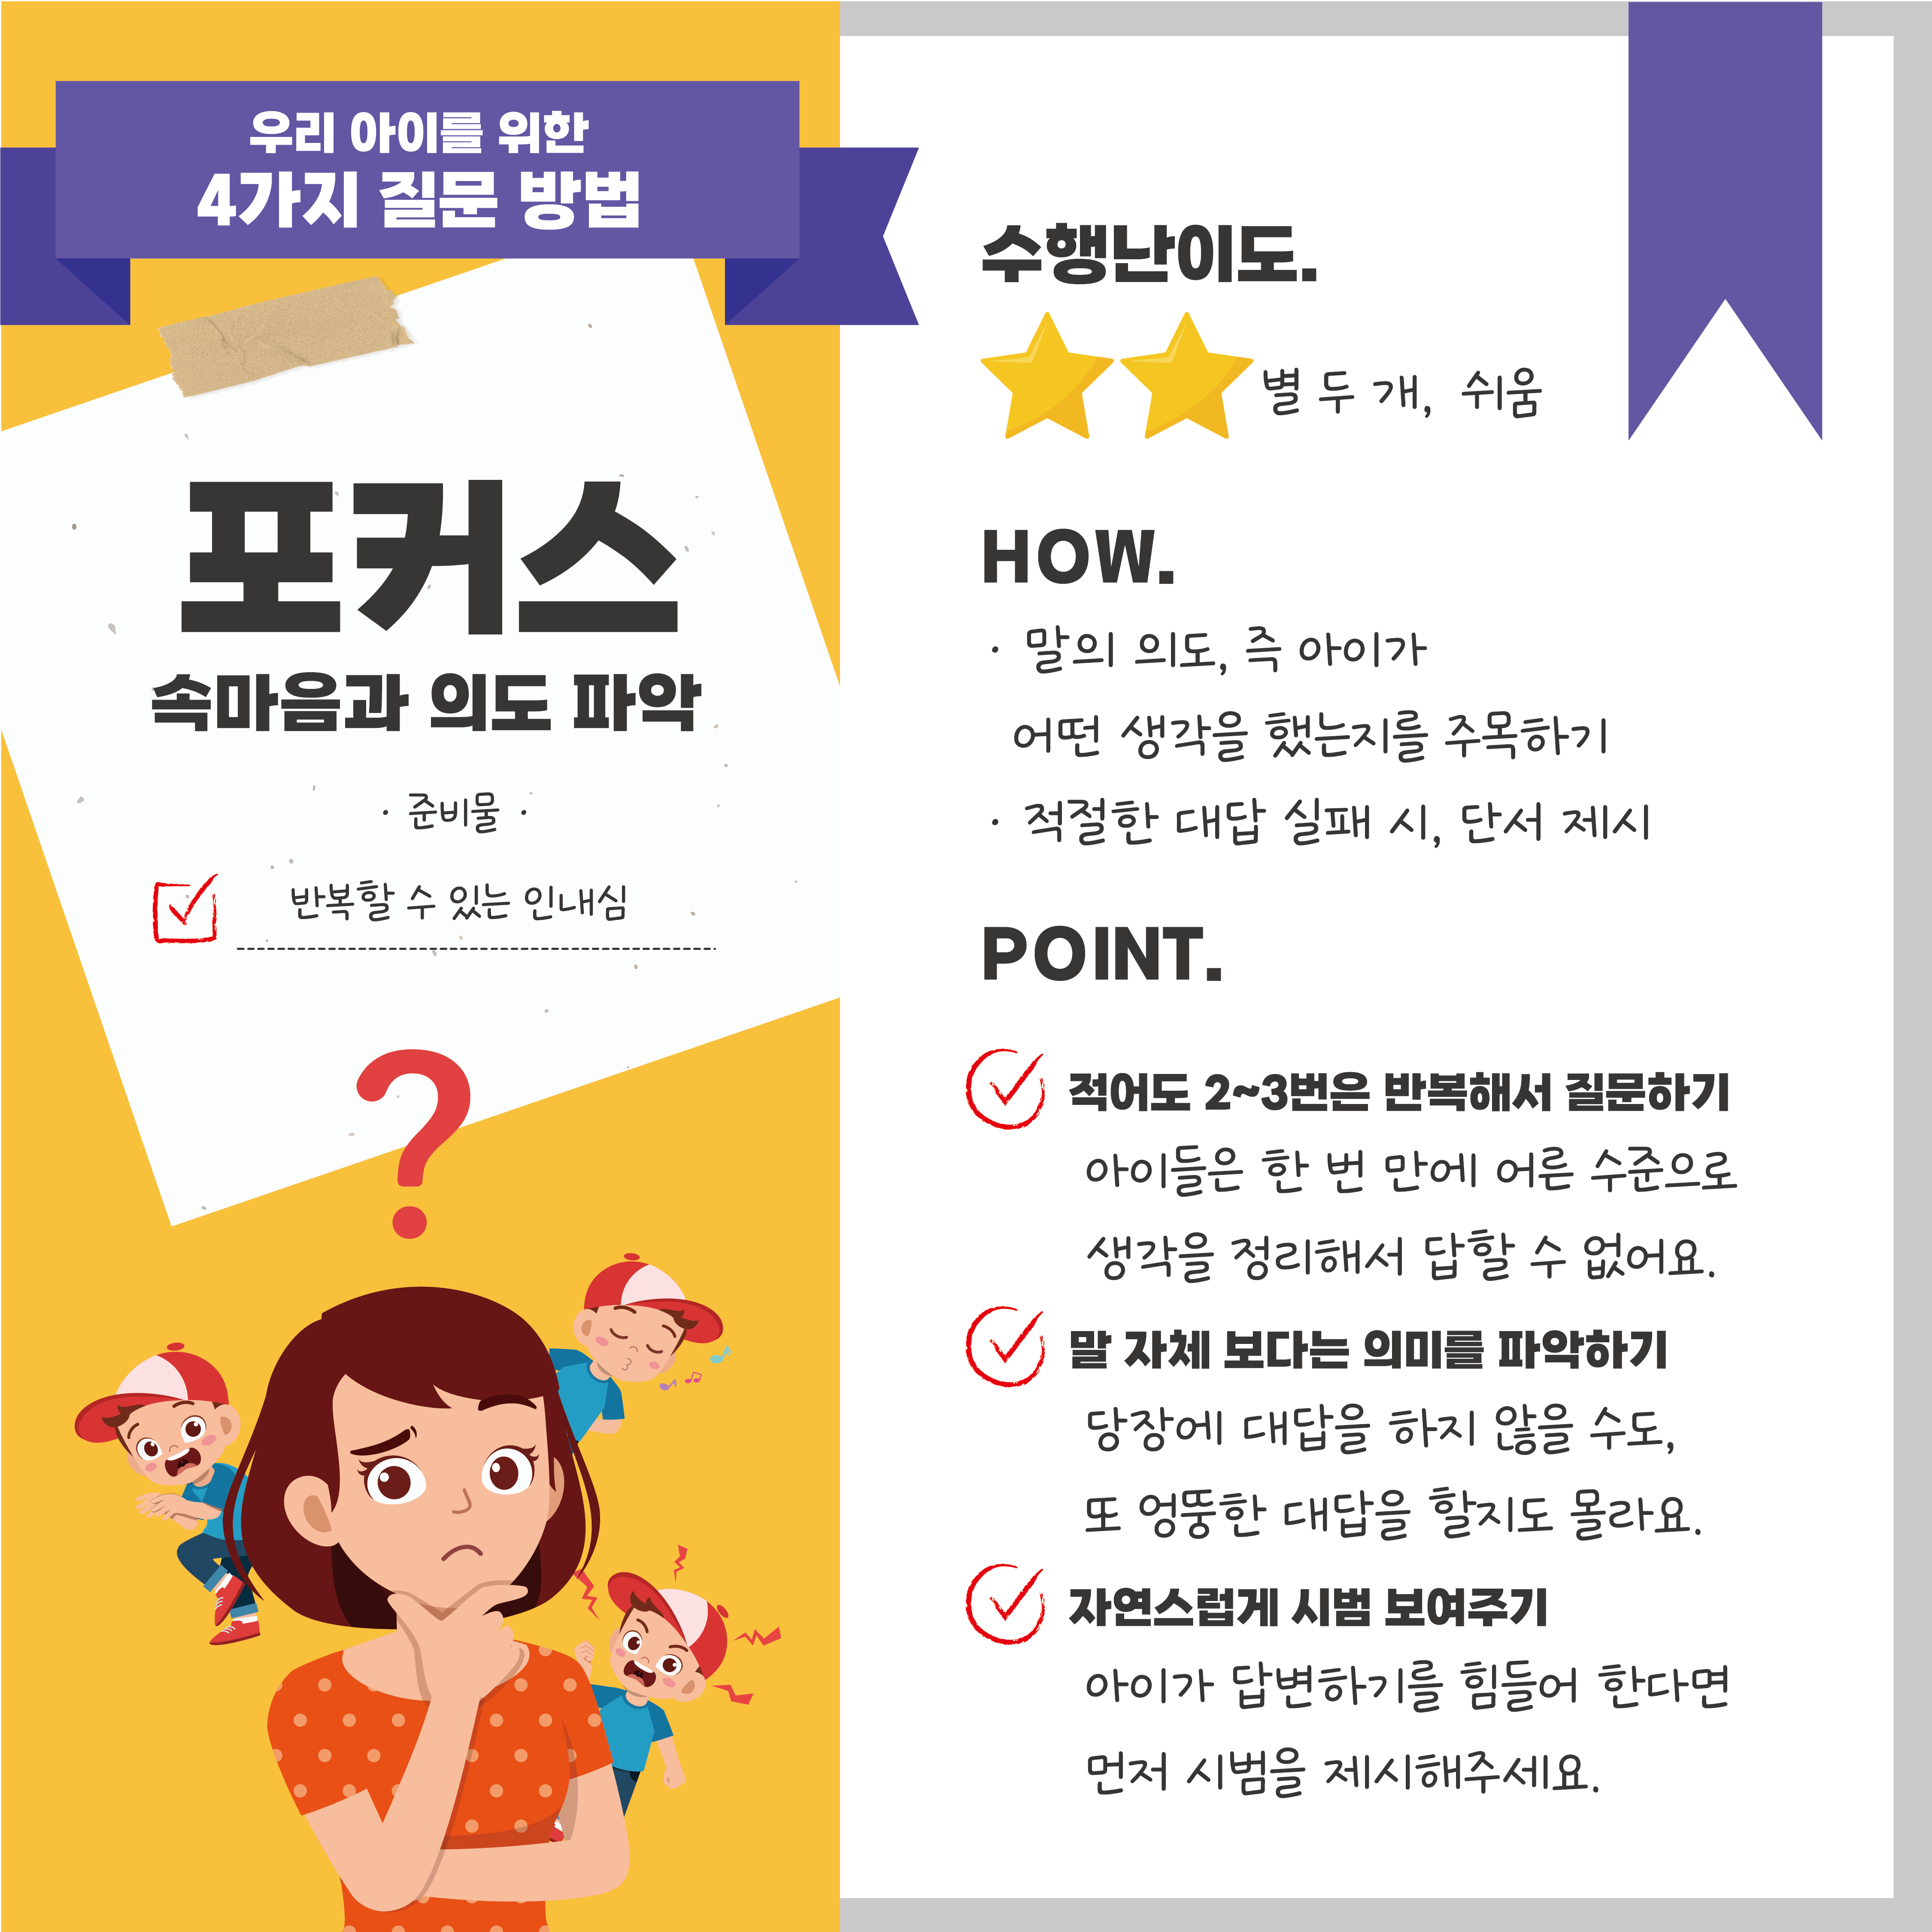 우리 아이를 위한
4가지 질문 방법
포커스
속마음과 의도 파악
· 준비물 ·
반복할 수 있는 인내심
수행난이도.
별 두 개, 쉬움
HOW.
· 말의 의도, 즉 아이가
어떤 생각을 했는지를 주목하기
· 적절한 대답 실패 시, 단서 제시
POINT.
적어도 2~3번은 반복해서 질문하기
아이들은 한 번 만에 어른 수준으로
생각을 정리해서 답할 수 없어요.
말 자체 보다는 의미를 파악하기
당장에 대답을 하지 않을 수도,
또 엉뚱한 대답을 할지도 몰라요.
자연스럽게 시범 보여주기
아이가 답변하기를 힘들어 한다면
먼저 시범을 제시해주세요.